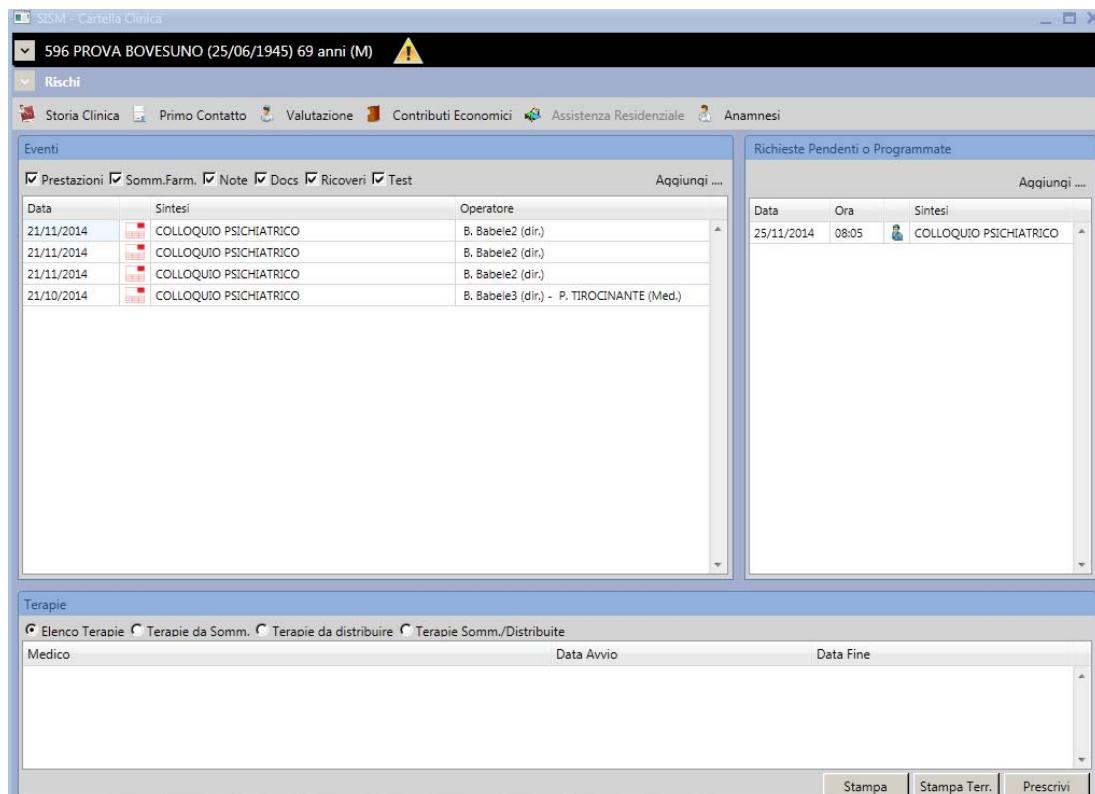 SISM - Cartella Clinica
596 PROVA BOVESUNO (25/06/1945) 69 anni (M)
Rischi
Storia Clinica Primo Contatto Valutazione Contributi Economici Assistenza Residenziale Anamnesi
Eventi
Prestazioni Somm.Farm. Note Docs Ricoveri Test Aggiungi ....
Data Sintesi Operatore
21/11/2014 COLLOQUIO PSICHIATRICO B. Babele2 (dir.)
21/11/2014 COLLOQUIO PSICHIATRICO B. Babele2 (dir.)
21/11/2014 COLLOQUIO PSICHIATRICO B. Babele2 (dir.)
21/10/2014 COLLOQUIO PSICHIATRICO B. Babele3 (dir.) - P. TIROCINANTE (Med.)
Richieste Pendenti o Programmate
Aggiungi ....
Data Ora Sintesi
25/11/2014 08:05 COLLOQUIO PSICHIATRICO
Terapie
Elenco Terapie Terapie da Somm. Terapie da distribuire Terapie Somm./Distribuite
Medico Data Avvio Data Fine
Stampa Stampa Terr. Prescrivi